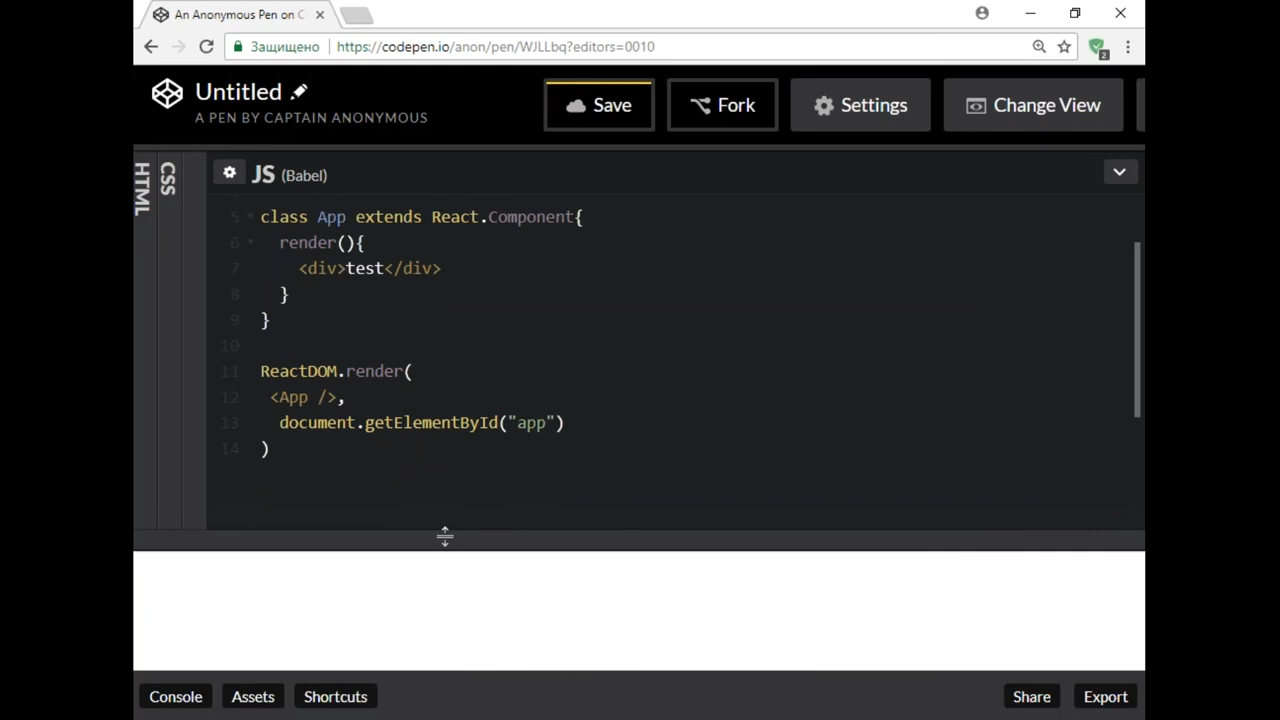 An Anonymous Pen on C
Защищено
https://codepen.io/anon/pen/WJLLbq?editors=0010
2
Untitled
A PEN BY CAPTAIN ANONYMOUS
Save
Fork
Settings
Change View
HTML
CSS
JS (Babel)
5 class App extends React.Component{
6 render(){
7 <div>test</div>
8 }
9 }
10
11 ReactDOM.render(
12 <App />,
13 document.getElementById("app")
14 )
Console
Assets
Shortcuts
Share
Export